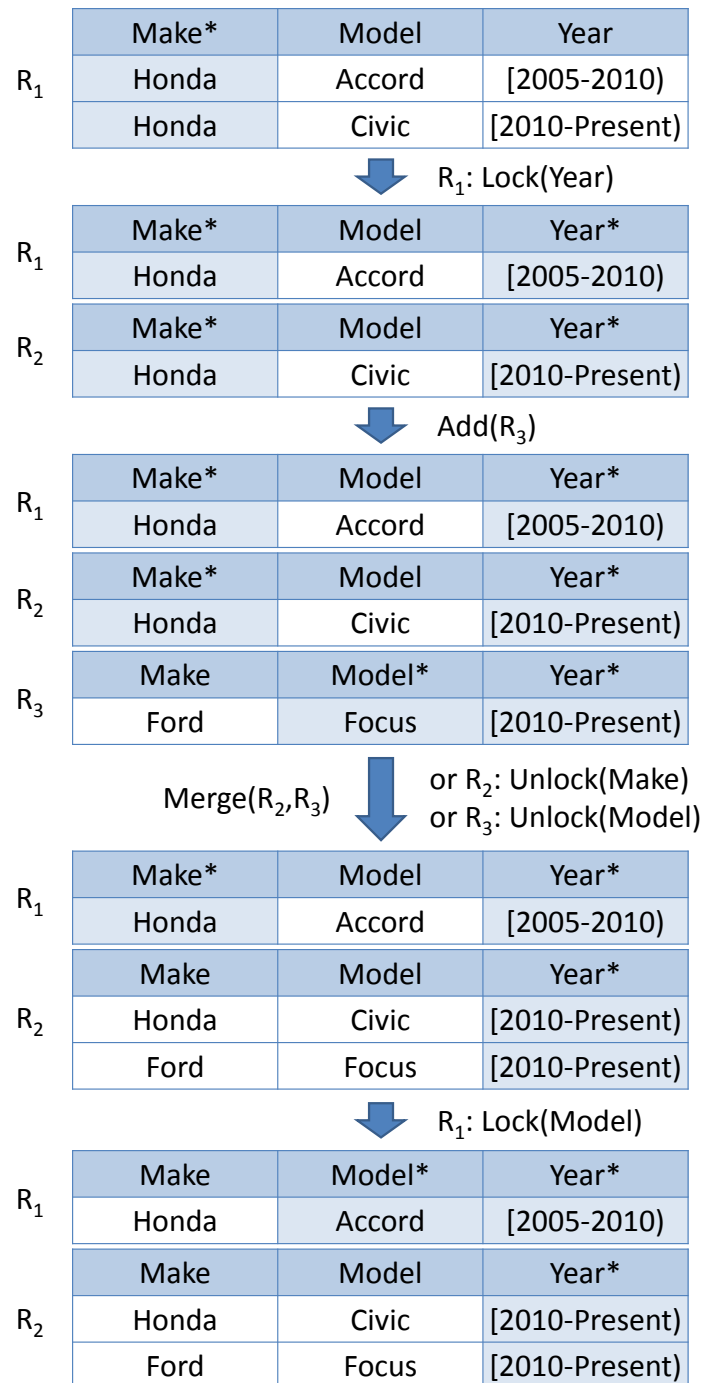 Make* Model Year
R₁ Honda Accord [2005-2010)
Honda Civic [2010-Present)
R₁: Lock(Year)
Make* Model Year*
R₁ Honda Accord [2005-2010)
Make* Model Year*
R₂ Honda Civic [2010-Present)
Add(R₃)
Make* Model Year*
R₁ Honda Accord [2005-2010)
Make* Model Year*
R₂ Honda Civic [2010-Present)
Make Model* Year*
R₃ Ford Focus [2010-Present)
Merge(R₂,R₃) or R₂: Unlock(Make)
or R₃: Unlock(Model)
Make* Model Year*
R₁ Honda Accord [2005-2010)
Make Model Year*
R₂ Honda Civic [2010-Present)
Ford Focus [2010-Present)
R₁: Lock(Model)
Make Model* Year*
R₁ Honda Accord [2005-2010)
Make Model Year*
R₂ Honda Civic [2010-Present)
Ford Focus [2010-Present)